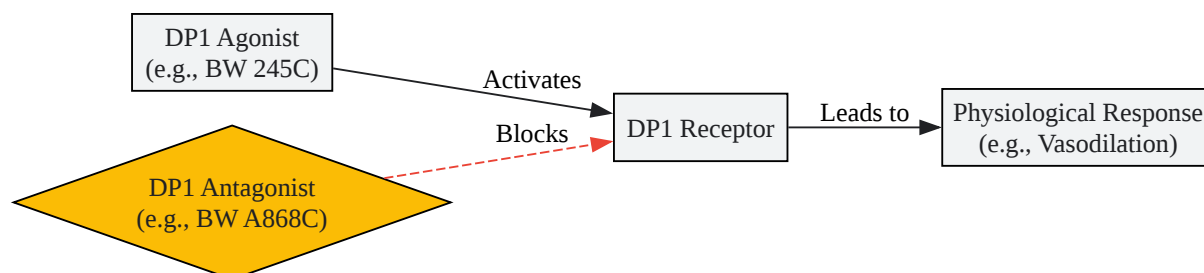 DP1 Agonist
(e.g., BW 245C)
Activates
DP1 Antagonist
(e.g., BW A868C)
Blocks
DP1 Receptor
Leads to
Physiological Response
(e.g., Vasodilation)